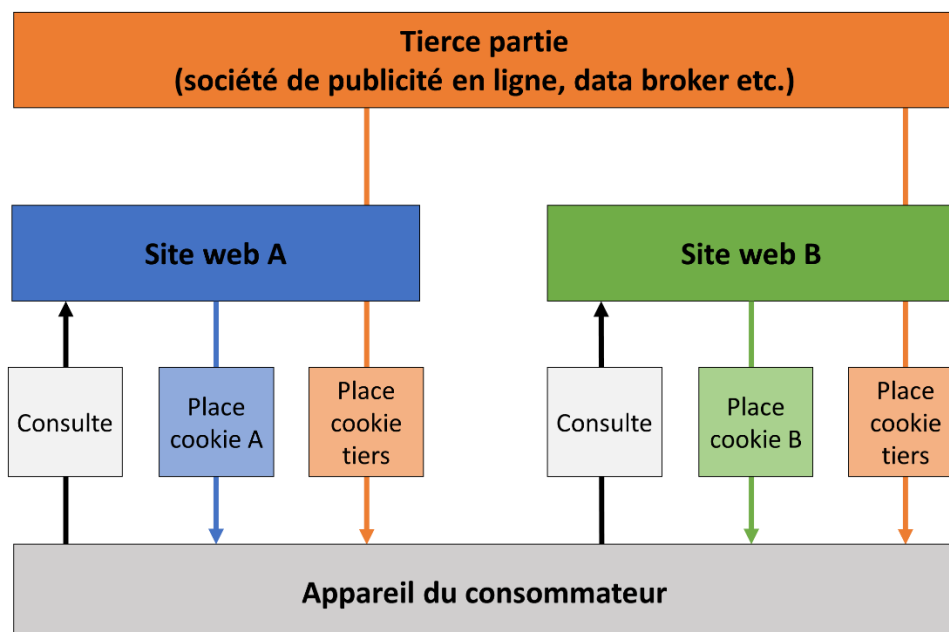 Tierce partie
(société de publicité en ligne, data broker etc.)
Site web A
Site web B
Consulte
Place
cookie A
Place
cookie
tiers
Consulte
Place
cookie B
Place
cookie
tiers
Appareil du consommateur